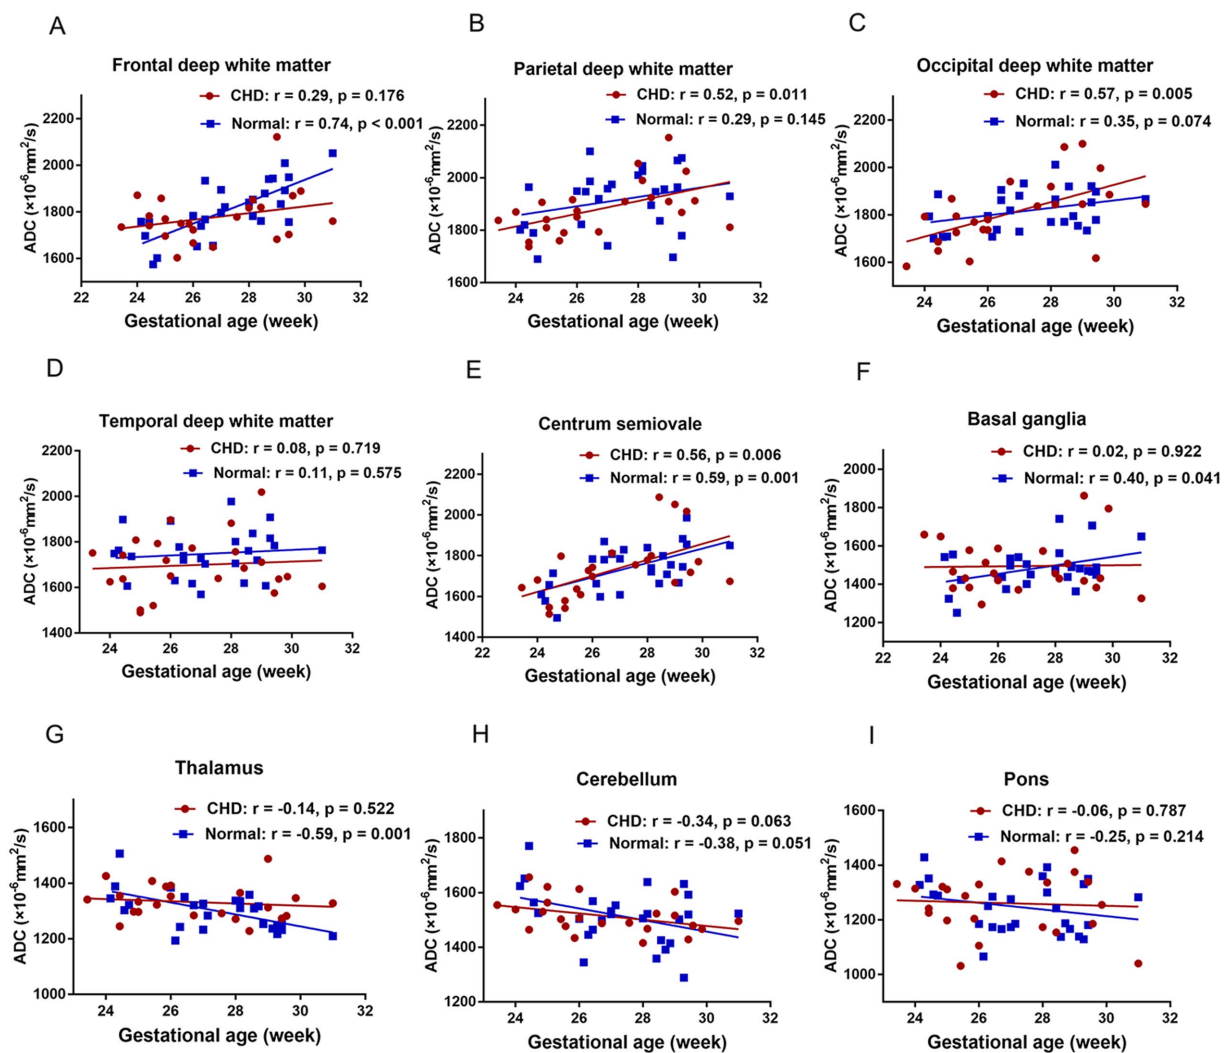 A
Frontal deep white matter
CHD: r = 0.29, p = 0.176
Normal: r = 0.74, p < 0.001
ADC (×10-6mm2/s)
2200
2000
1800
1600
22 24 26 28 30 32
Gestational age (week)
B
Parietal deep white matter
CHD: r = 0.52, p = 0.011
Normal: r = 0.29, p = 0.145
ADC (×10-6mm2/s)
2200
2000
1800
1600
24 26 28 30 32
Gestational age (week)
C
Occipital deep white matter
CHD: r = 0.57, p = 0.005
Normal: r = 0.35, p = 0.074
ADC (×10-6mm2/s)
2200
2000
1800
1600
24 26 28 30 32
Gestational age (week)
D
Temporal deep white matter
CHD: r = 0.08, p = 0.719
Normal: r = 0.11, p = 0.575
ADC (×10-6mm2/s)
2200
2000
1800
1600
1400
24 26 28 30 32
Gestational age (week)
E
Centrum semiovale
CHD: r = 0.56, p = 0.006
Normal: r = 0.59, p = 0.001
ADC (×10-6mm2/s)
2200
2000
1800
1600
1400
22 24 26 28 30 32
Gestational age (week)
F
Basal ganglia
CHD: r = 0.02, p = 0.922
Normal: r = 0.40, p = 0.041
ADC (×10-6mm2/s)
2000
1800
1600
1400
1200
22 24 26 28 30 32
Gestational age (week)
G
Thalamus
CHD: r = -0.14, p = 0.522
Normal: r = -0.59, p = 0.001
ADC (×10-6mm2/s)
1600
1400
1200
1000
24 26 28 30 32
Gestational age (week)
H
Cerebellum
CHD: r = -0.34, p = 0.063
Normal: r = -0.38, p = 0.051
ADC (×10-6mm2/s)
1800
1600
1400
1200
24 26 28 30 32
Gestational age (week)
I
Pons
CHD: r = -0.06, p = 0.787
Normal: r = -0.25, p = 0.214
ADC (×10-6mm2/s)
1600
1400
1200
1000
24 26 28 30 32
Gestational age (week)